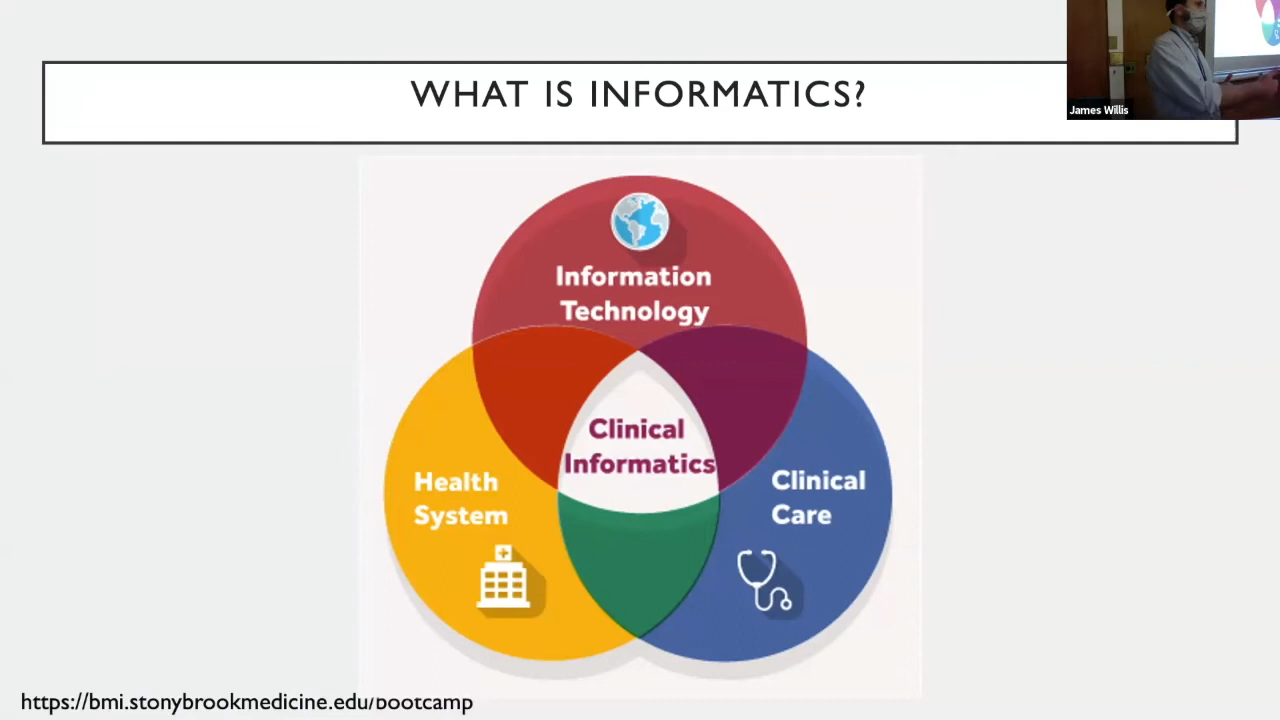 WHAT IS INFORMATICS?
James Willis
Information
Technology
Clinical
Informatics
Health
System
Clinical
Care
https://bmi.stonybrookmedicine.edu/bootcamp